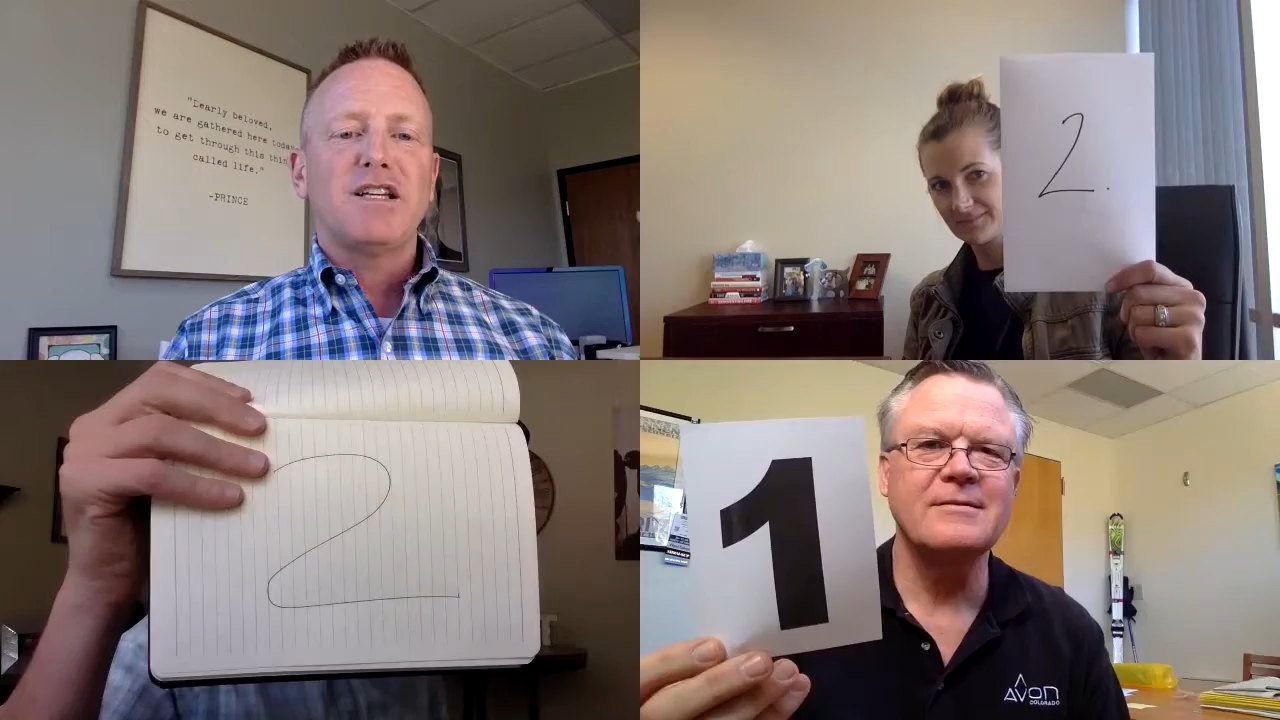 "Dearly beloved,
we are gathered here today
to get through this thing
called life."
-PRINCE
2.
2
1
AVON
COLORADO